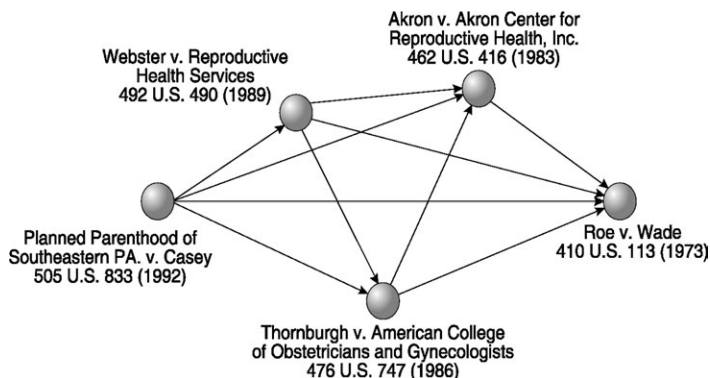 Akron v. Akron Center for
Reproductive Health, Inc.
462 U.S. 416 (1983)
Webster v. Reproductive
Health Services
492 U.S. 490 (1989)
Planned Parenthood of
Southeastern PA. v. Casey
505 U.S. 833 (1992)
Roe v. Wade
410 U.S. 113 (1973)
Thornburgh v. American College
of Obstetricians and Gynecologists
476 U.S. 747 (1986)